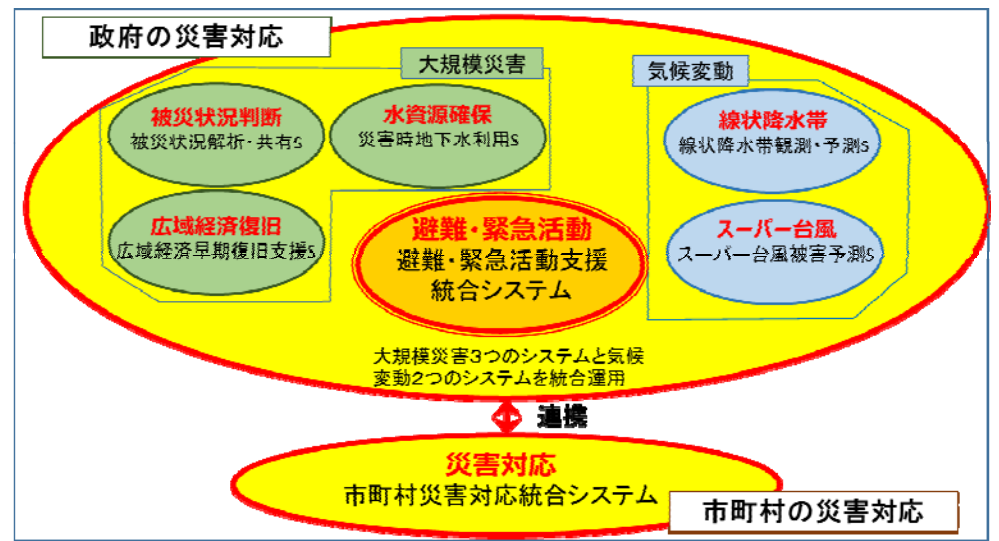 政府の災害対応
大規模災害
気候変動
被災状況判断
被災状況解析・共有S
水資源確保
災害時地下水利用S
線状降水帯
線状降水帯観測・予測S
広域経済復旧
広域経済早期復旧支援S
避難・緊急活動
避難・緊急活動支援
統合システム
スーパー台風
スーパー台風被害予測S
大規模災害3つのシステムと気候
変動2つのシステムを統合運用
連携
災害対応
市町村災害対応統合システム
市町村の災害対応